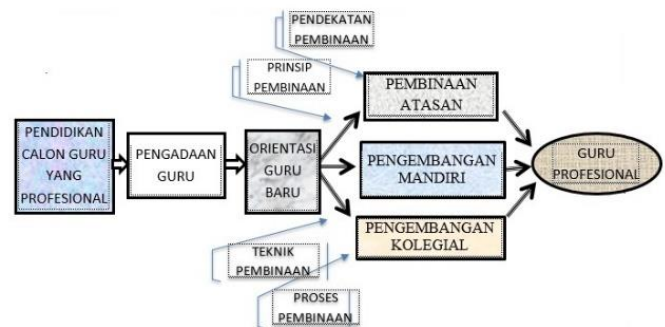 PENDEKATAN
PEMBINAAN
PRINSIP
PEMBINAAN
PEMBINAAN
ATASAN
PENDIDIKAN
CALON GURU
YANG
PROFESIONAL
PENGADAAN
GURU
ORIENTASI
GURU
BARU
PENGEMBANGAN
MANDIRI
GURU
PROFESIONAL
PENGEMBANGAN
KOLEGIAL
TEKNIK
PEMBINAAN
PROSES
PEMBINAAN